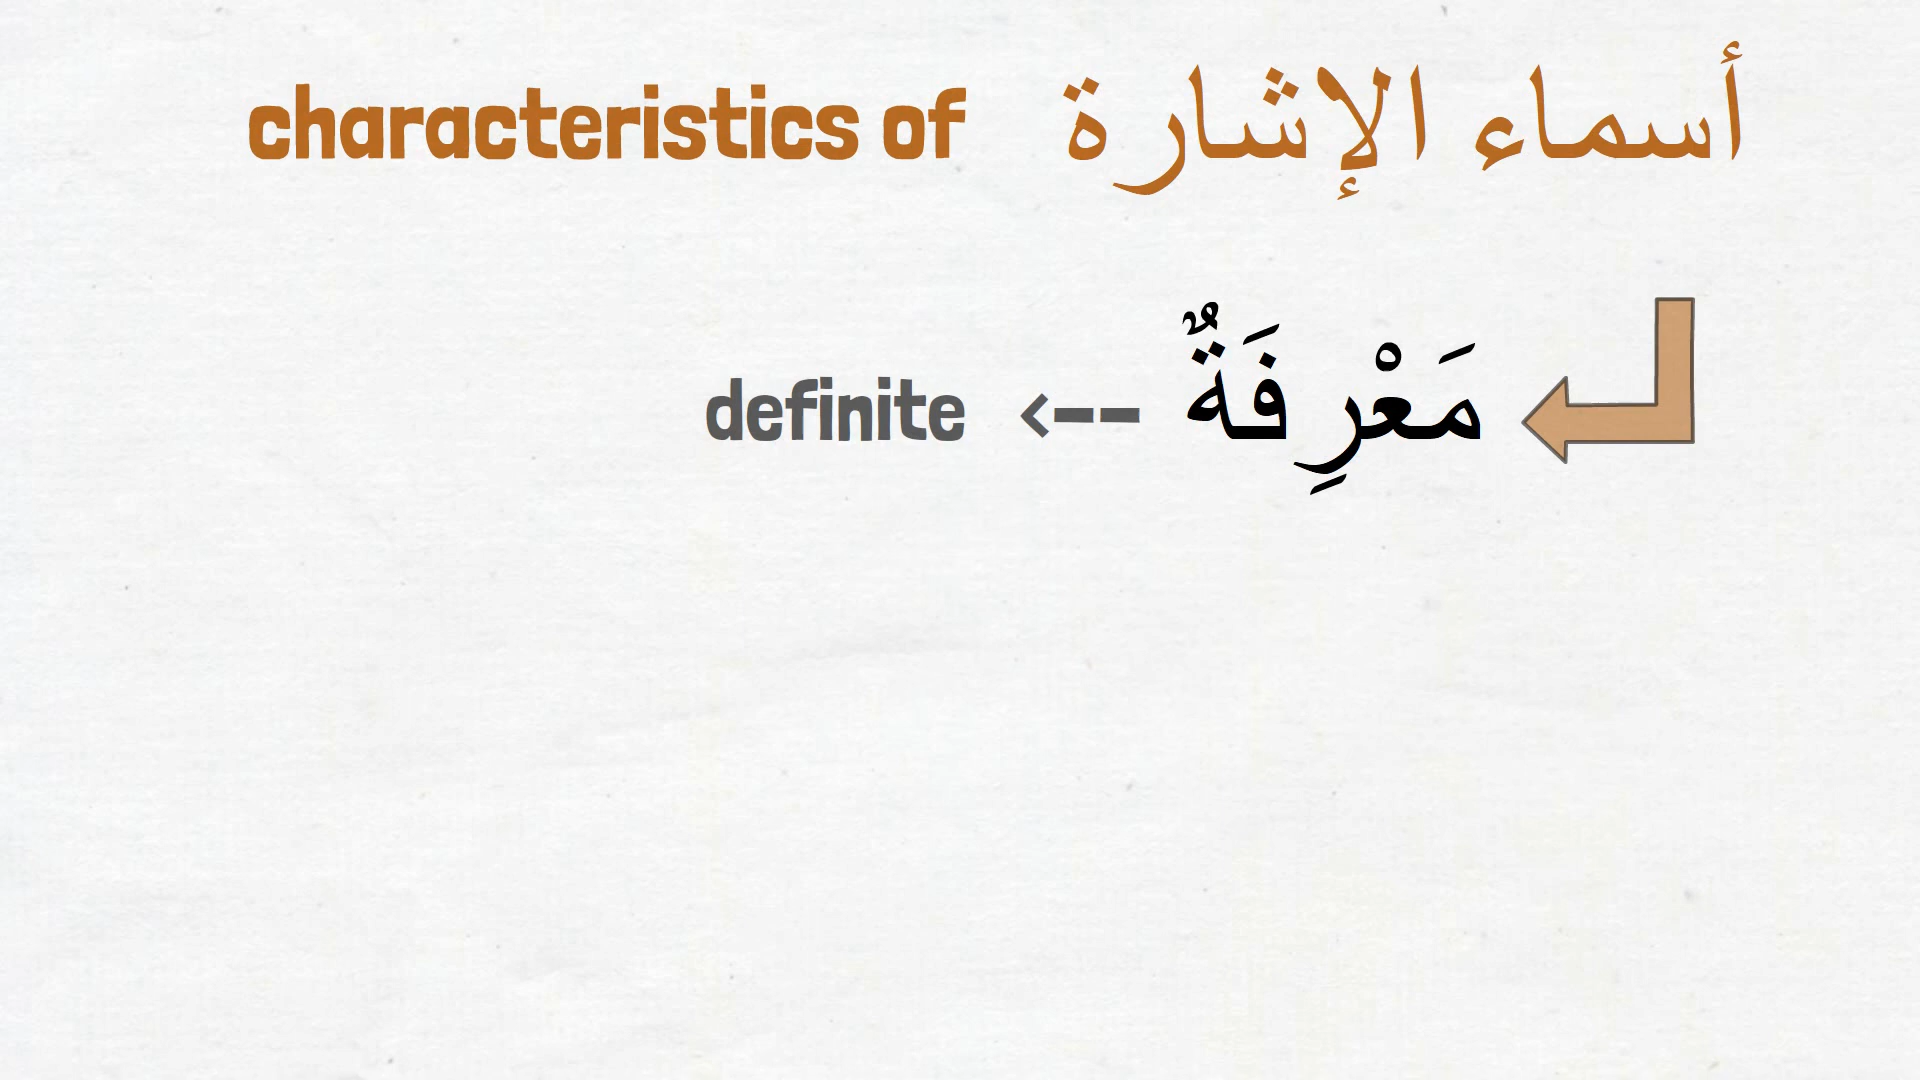 characteristics of أسماء الإشارة
مَعْرِفَةٌ --> definite